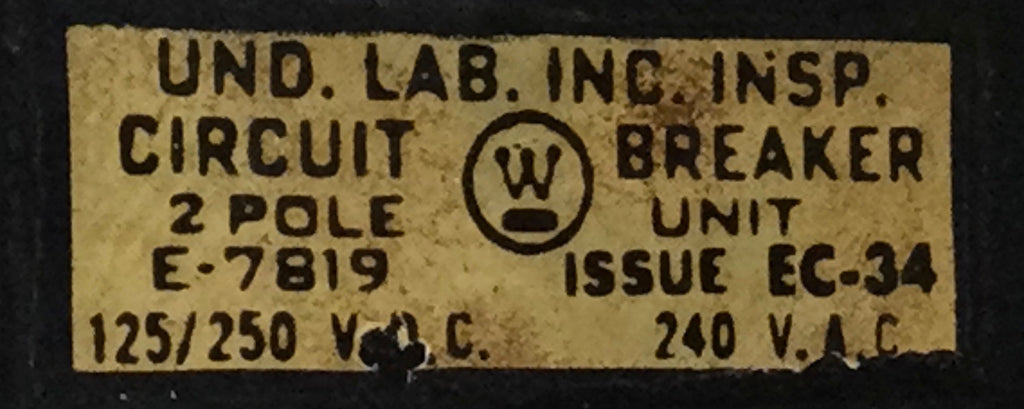 UND. LAB. INC. INSP.
CIRCUIT W BREAKER
2 POLE UNIT
E-7819 ISSUE EC-34
125/250 V.D.C. 240 V.A.C.